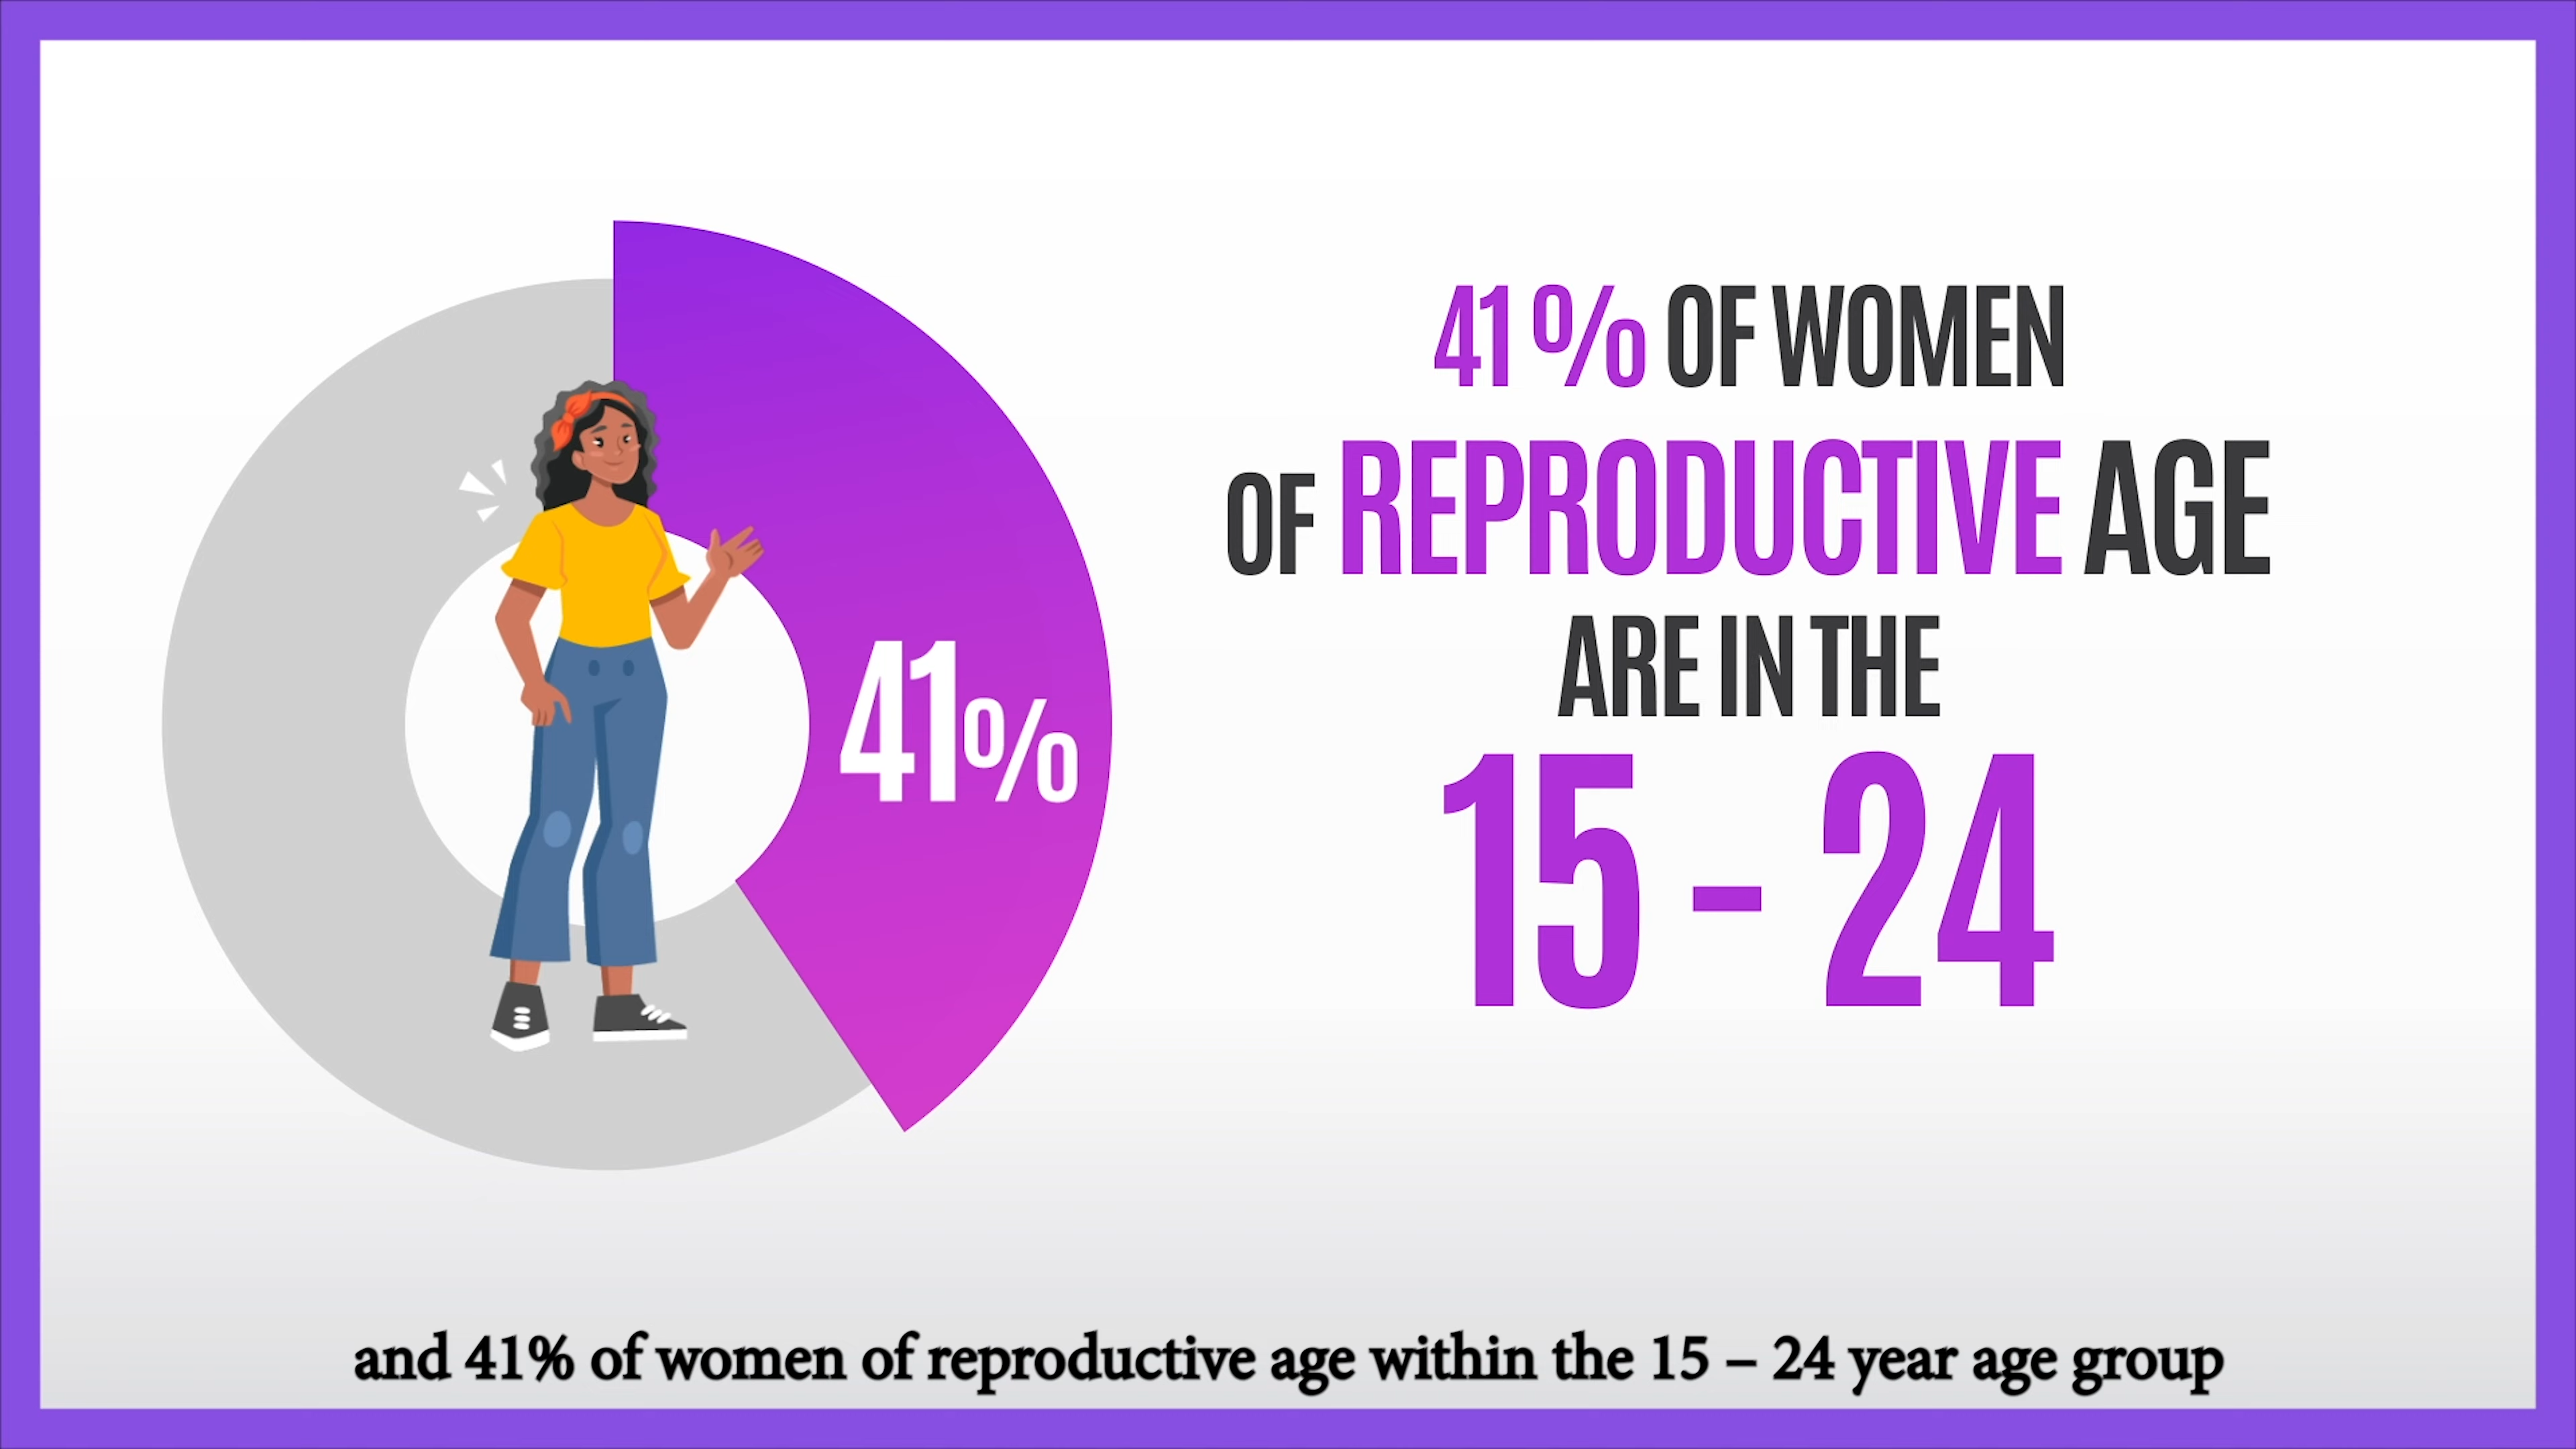 41%
41% OF WOMEN
OF REPRODUCTIVE AGE
ARE IN THE
15 - 24
and 41% of women of reproductive age within the 15 – 24 year age group